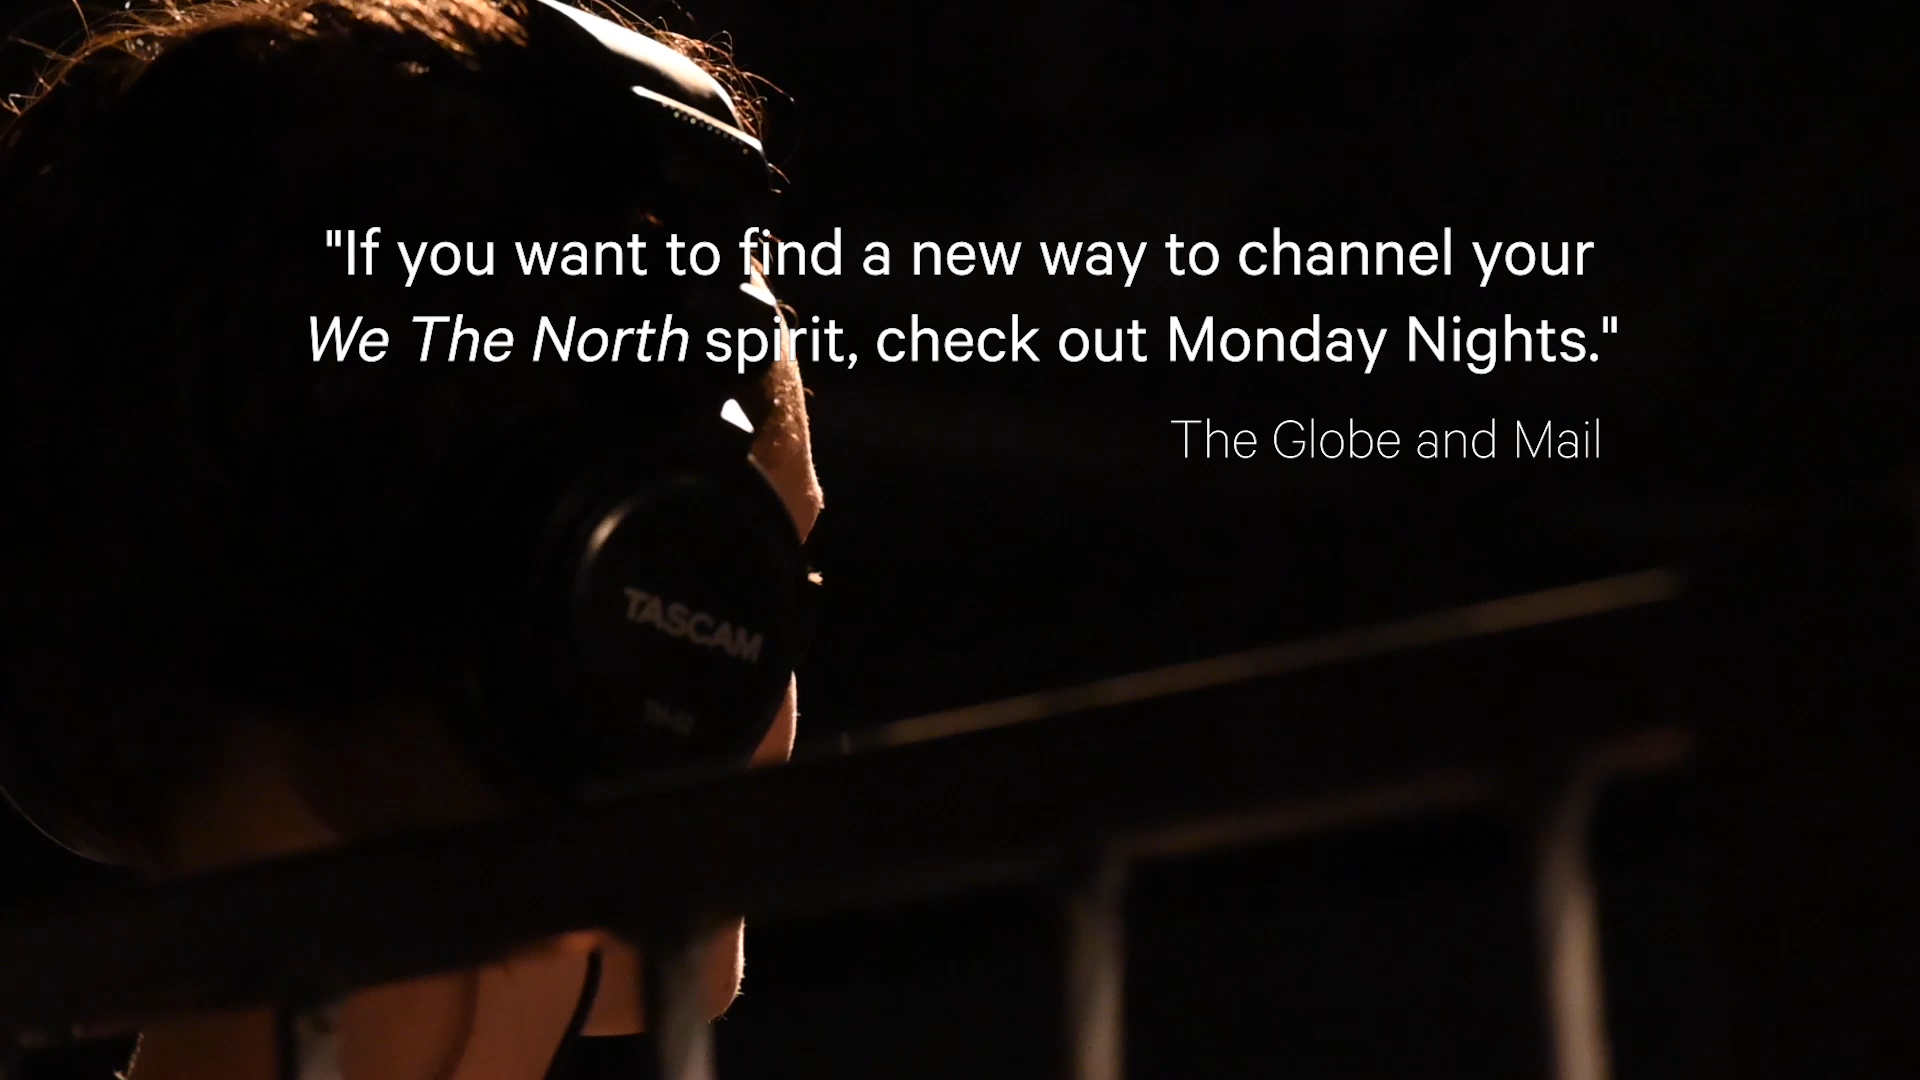 "If you want to find a new way to channel your
We The North spirit, check out Monday Nights."
The Globe and Mail
TASCAM